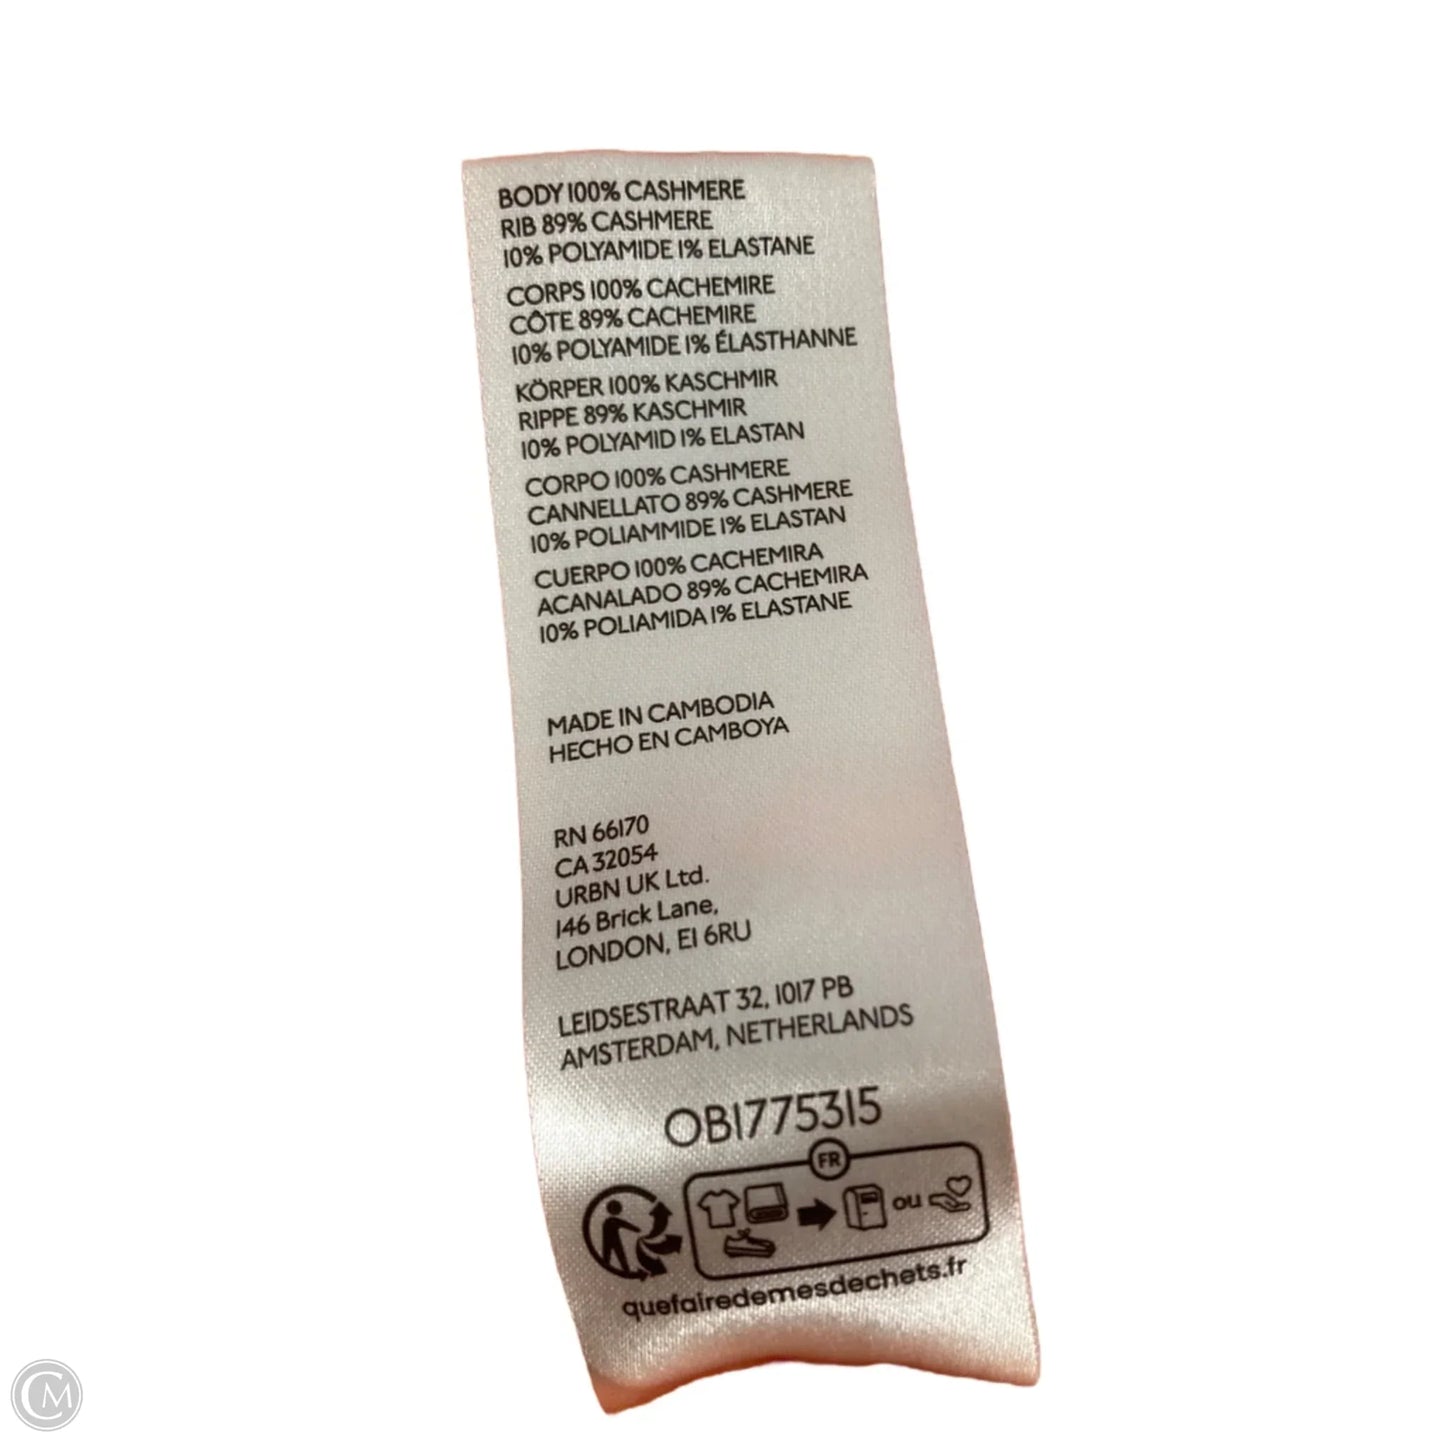 BODY 100% CASHMERE
RIB 89% CASHMERE
10% POLYAMIDE 1% ELASTANE
CORPS 100% CACHEMIRE
CÔTE 89% CACHEMIRE
10% POLYAMIDE 1% ÉLASTHANNE
KÖRPER 100% KASCHMIR
RIPPE 89% KASCHMIR
10% POLYAMID 1% ELASTAN
CORPO 100% CASHMERE
CANNELLATO 89% CASHMERE
10% POLIAMMIDE 1% ELASTAN
CUERPO 100% CACHEMIRA
ACANALADO 89% CACHEMIRA
10% POLIAMIDA 1% ELASTANE
MADE IN CAMBODIA
HECHO EN CAMBOYA
RN 66170
CA 32054
URBN UK Ltd.
146 Brick Lane,
LONDON, E1 6RU
LEIDSESTRAAT 32, 1017 PB
AMSTERDAM, NETHERLANDS
OB1775315
FR
ou
quefairedemesdechets.fr
CM